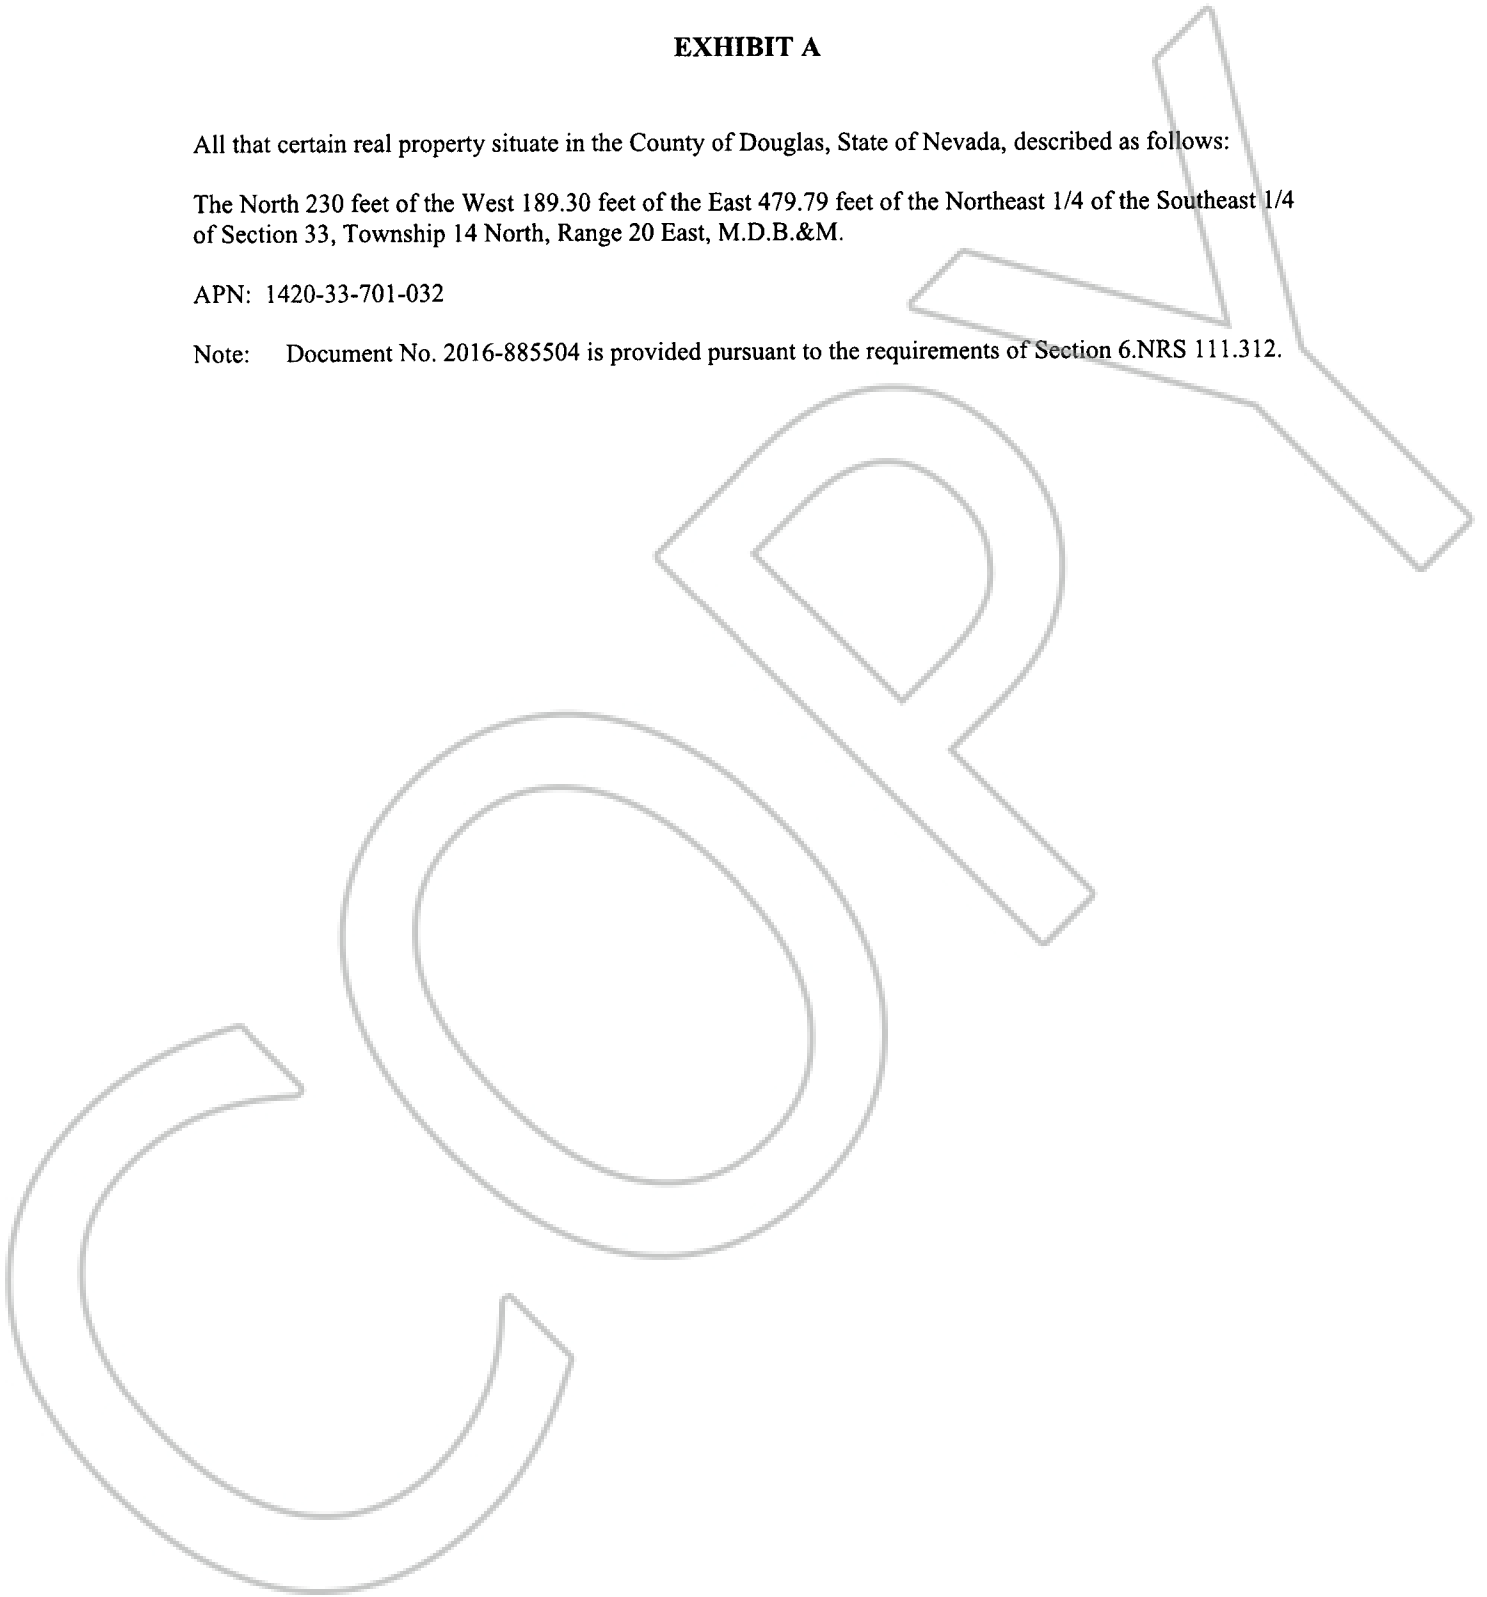 EXHIBIT A
All that certain real property situate in the County of Douglas, State of Nevada, described as follows:
The North 230 feet of the West 189.30 feet of the East 479.79 feet of the Northeast 1/4 of the Southeast 1/4
of Section 33, Township 14 North, Range 20 East, M.D.B.&M.
APN: 1420-33-701-032
Note: Document No. 2016-885504 is provided pursuant to the requirements of Section 6.NRS 111.312.
COPY